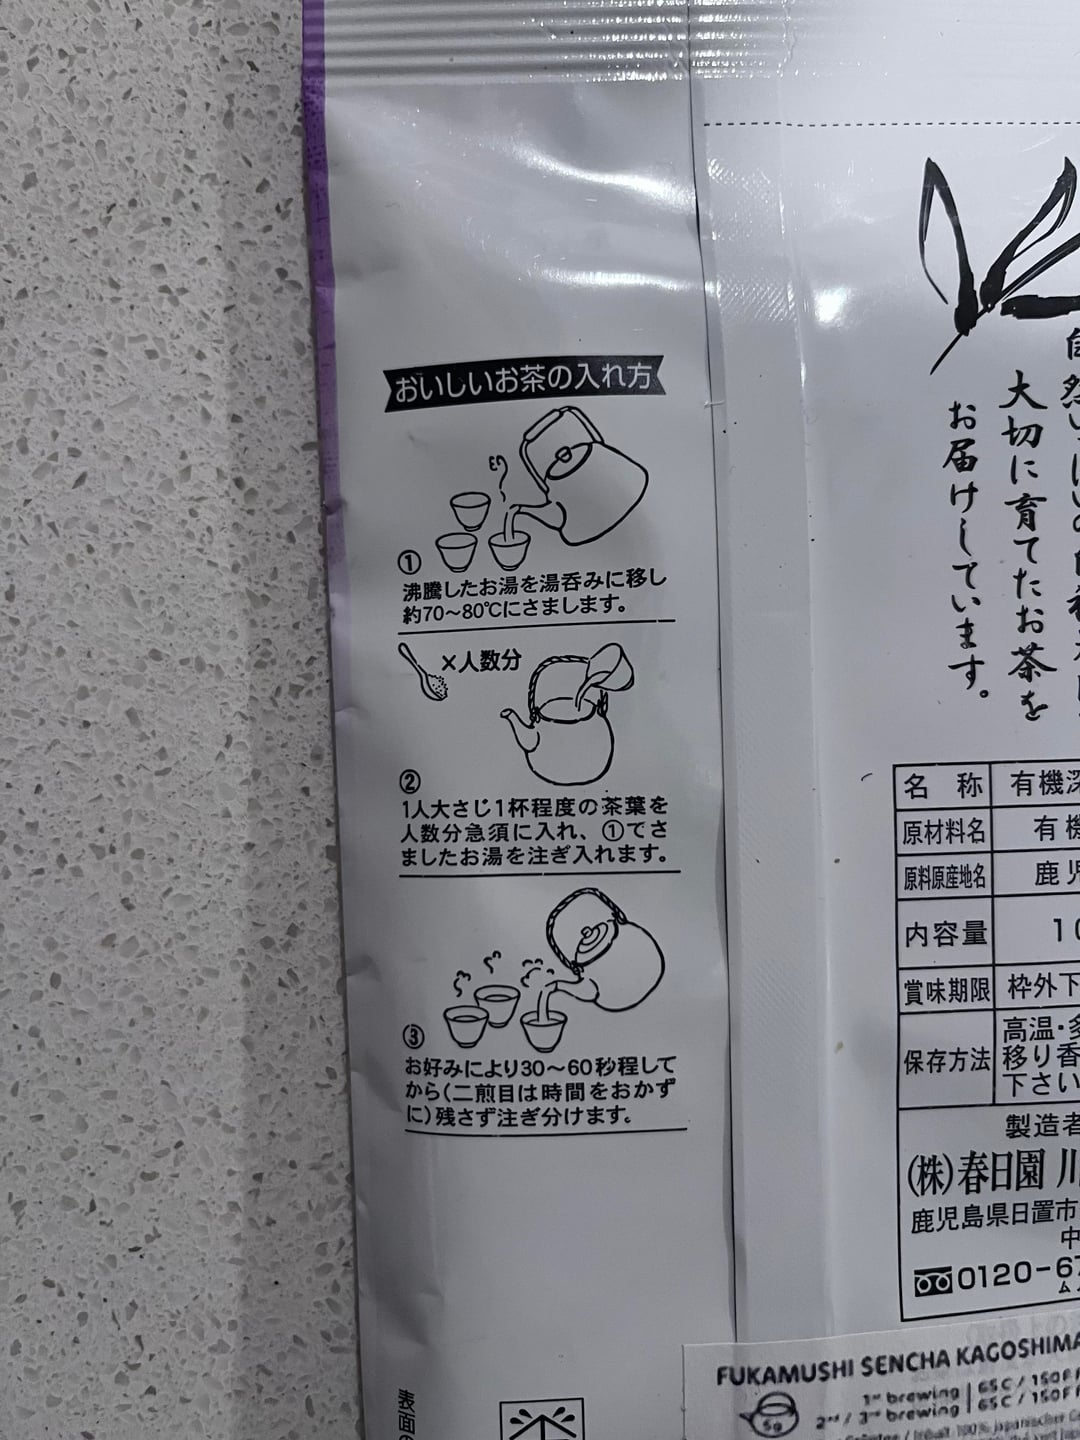 おいしいお茶の入れ方
①
沸騰したお湯を湯呑みに移し
約70〜80℃にさまします。
×人数分
②
1人大さじ1杯程度の茶葉を
人数分急須に入れ、①でさ
ましたお湯を注ぎ入れます。
③
お好みにより30〜60秒程して
から(二煎目は時間をおかず
に)残さず注ぎ分けます。
大切に育てたお茶を
お届けしています。
名 称 有機深
原材料名 有機
原料原産地名 鹿児
内容量 10
賞味期限 枠外下
保存方法 高温・多
移り香
下さい
製造者
(株)春日園 川
鹿児島県日置市
中
0120-67
ム
表面の
FUKAMUSHI SENCHA KAGOSHIMA
5g
1st brewing | 65C / 150F
2nd / 3rd brewing | 65C / 150F